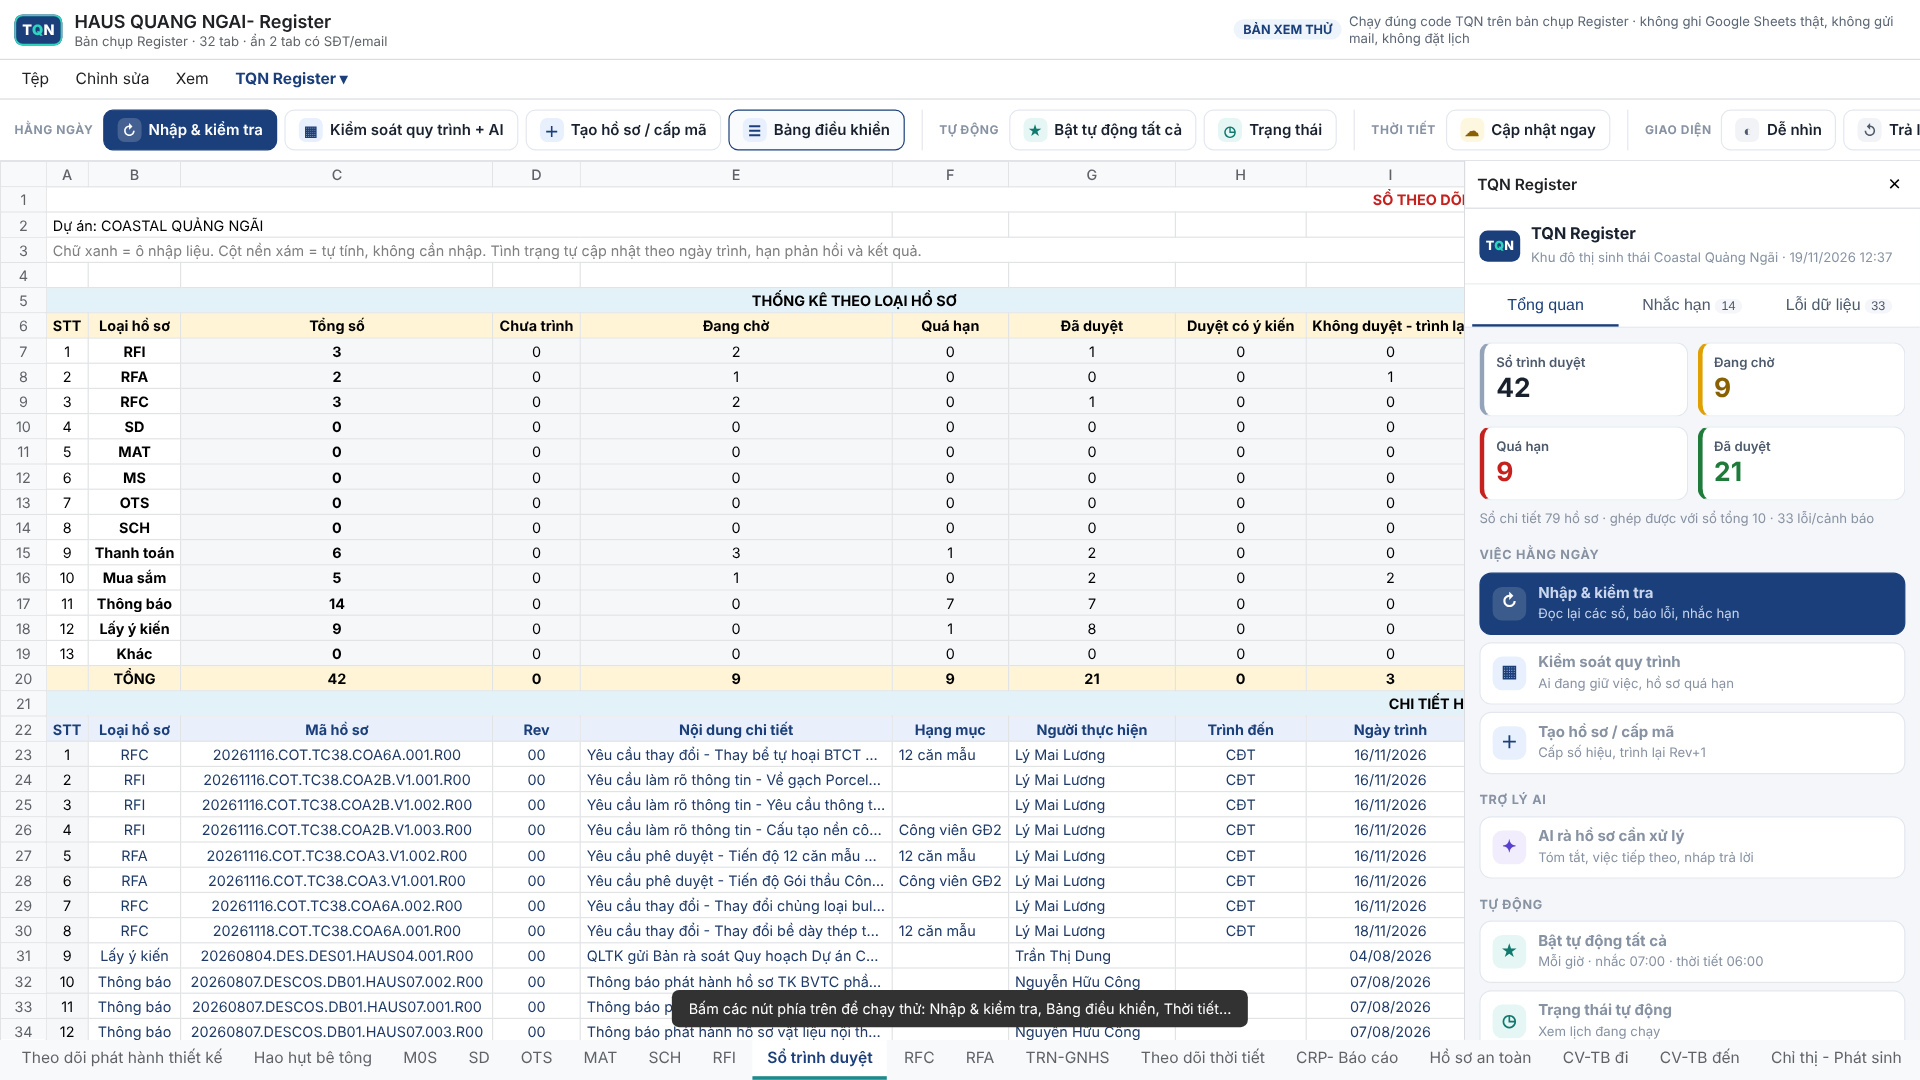 TQN
HAUS QUANG NGAI- Register
Bản chụp Register · 32 tab · ẩn 2 tab có SĐT/email
BẢN XEM THỬ
Chạy đúng code TQN trên bản chụp Register · không ghi Google Sheets thật, không gửi mail, không đặt lịch
Tệp Chỉnh sửa Xem TQN Register ▾
HẰNG NGÀY Nhập & kiểm tra Kiểm soát quy trình + AI Tạo hồ sơ / cấp mã Bảng điều khiển TỰ ĐỘNG Bật tự động tất cả Trạng thái THỜI TIẾT Cập nhật ngay GIAO DIỆN Dễ nhìn Trả l
A B C D E F G H I
1 SỔ THEO DÕI
2 Dự án: COASTAL QUẢNG NGÃI
3 Chữ xanh = ô nhập liệu. Cột nền xám = tự tính, không cần nhập. Tình trạng tự cập nhật theo ngày trình, hạn phản hồi và kết quả.
4
5 THỐNG KÊ THEO LOẠI HỒ SƠ
6 STT Loại hồ sơ Tổng số Chưa trình Đang chờ Quá hạn Đã duyệt Duyệt có ý kiến Không duyệt - trình lạ
7 1 RFI 3 0 2 0 1 0 0
8 2 RFA 2 0 1 0 0 0 1
9 3 RFC 3 0 2 0 1 0 0
10 4 SD 0 0 0 0 0 0 0
11 5 MAT 0 0 0 0 0 0 0
12 6 MS 0 0 0 0 0 0 0
13 7 OTS 0 0 0 0 0 0 0
14 8 SCH 0 0 0 0 0 0 0
15 9 Thanh toán 6 0 3 1 2 0 0
16 10 Mua sắm 5 0 1 0 2 0 2
17 11 Thông báo 14 0 0 7 7 0 0
18 12 Lấy ý kiến 9 0 0 1 8 0 0
19 13 Khác 0 0 0 0 0 0 0
20 TỔNG 42 0 9 9 21 0 3
21 CHI TIẾT H
22 STT Loại hồ sơ Mã hồ sơ Rev Nội dung chi tiết Hạng mục Người thực hiện Trình đến Ngày trình
23 1 RFC 20261116.COT.TC38.COA6A.001.R00 00 Yêu cầu thay đổi - Thay bể tự hoại BTCT ... 12 căn mẫu Lý Mai Lương CĐT 16/11/2026
24 2 RFI 20261116.COT.TC38.COA2B.V1.001.R00 00 Yêu cầu làm rõ thông tin - Về gạch Porcel... Lý Mai Lương CĐT 16/11/2026
25 3 RFI 20261116.COT.TC38.COA2B.V1.002.R00 00 Yêu cầu làm rõ thông tin - Yêu cầu thông t... Lý Mai Lương CĐT 16/11/2026
26 4 RFI 20261116.COT.TC38.COA2B.V1.003.R00 00 Yêu cầu làm rõ thông tin - Cấu tạo nền cô... Công viên GĐ2 Lý Mai Lương CĐT 16/11/2026
27 5 RFA 20261116.COT.TC38.COA3.V1.002.R00 00 Yêu cầu phê duyệt - Tiến độ 12 căn mẫu ... 12 căn mẫu Lý Mai Lương CĐT 16/11/2026
28 6 RFA 20261116.COT.TC38.COA3.V1.001.R00 00 Yêu cầu phê duyệt - Tiến độ Gói thầu Côn... Công viên GĐ2 Lý Mai Lương CĐT 16/11/2026
29 7 RFC 20261116.COT.TC38.COA6A.002.R00 00 Yêu cầu thay đổi - Thay đổi chủng loại bul... Lý Mai Lương CĐT 16/11/2026
30 8 RFC 20261118.COT.TC38.COA6A.001.R00 00 Yêu cầu thay đổi - Thay đổi bề dày thép t... 12 căn mẫu Lý Mai Lương CĐT 18/11/2026
31 9 Lấy ý kiến 20260804.DES.DES01.HAUS04.001.R00 00 QLTK gửi Bản rà soát Quy hoạch Dự án C... Trần Thị Dung 04/08/2026
32 10 Thông báo 20260807.DESCOS.DB01.HAUS07.002.R00 00 Thông báo phát hành hồ sơ TK BVTC phầ... Nguyễn Hữu Công 07/08/2026
33 11 Thông báo 20260807.DESCOS.DB01.HAUS07.001.R00 00 Thông báo p 07/08/2026
34 12 Thông báo 20260807.DESCOS.DB01.HAUS07.003.R00 00 Thông báo phát hành hồ sơ vật liệu nội th... Nguyễn Hữu Công 07/08/2026
Bấm các nút phía trên để chạy thử: Nhập & kiểm tra, Bảng điều khiển, Thời tiết...
TQN Register ✕
TQN
TQN Register
Khu đô thị sinh thái Coastal Quảng Ngãi · 19/11/2026 12:37
Tổng quan Nhắc hạn 14 Lỗi dữ liệu 33
Sổ trình duyệt
42
Đang chờ
9
Quá hạn
9
Đã duyệt
21
Sổ chi tiết 79 hồ sơ · ghép được với sổ tổng 10 · 33 lỗi/cảnh báo
VIỆC HẰNG NGÀY
Nhập & kiểm tra
Đọc lại các sổ, báo lỗi, nhắc hạn
Kiểm soát quy trình
Ai đang giữ việc, hồ sơ quá hạn
Tạo hồ sơ / cấp mã
Cấp số hiệu, trình lại Rev+1
TRỢ LÝ AI
AI rà hồ sơ cần xử lý
Tóm tắt, việc tiếp theo, nháp trả lời
TỰ ĐỘNG
Bật tự động tất cả
Mỗi giờ · nhắc 07:00 · thời tiết 06:00
Trạng thái tự động
Xem lịch đang chạy
Theo dõi phát hành thiết kế Hao hụt bê tông M0S SD OTS MAT SCH RFI Sổ trình duyệt RFC RFA TRN-GNHS Theo dõi thời tiết CRP- Báo cáo Hồ sơ an toàn CV-TB đi CV-TB đến Chỉ thị - Phát sinh